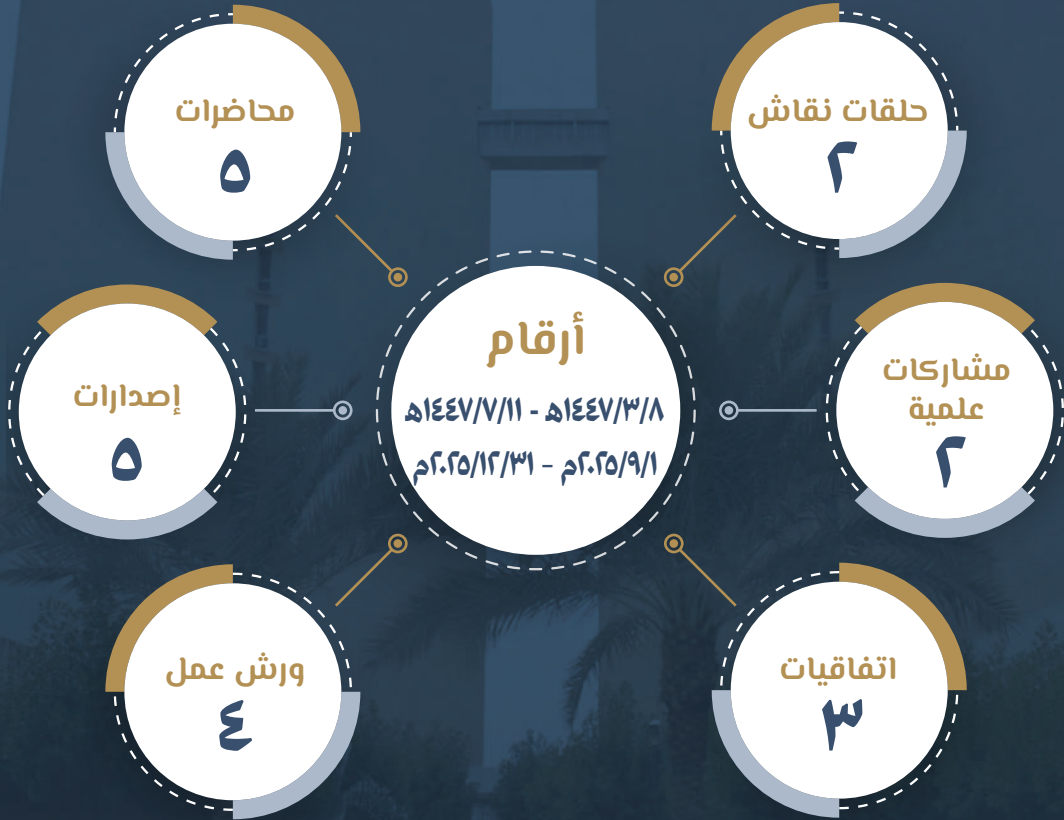 حلقات نقاش
٢
محاضرات
٥
أرقام
١٤٤٧/٣/٨هـ - ١٤٤٧/٧/١١هـ
٢٠٢٥/٩/١م - ٢٠٢٥/١٢/٣١م
مشاركات
علمية
٢
إصدارات
٥
اتفاقيات
٣
ورش عمل
٤